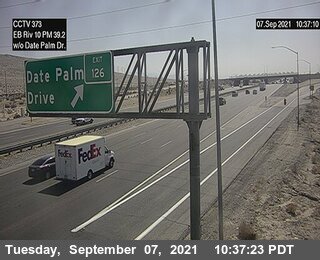 CCTV 373
EB Riv 10 PM 39.2
w/o Date Palm Dr.
07.Sep.2021 10:37:10
Date Palm
Drive
EXIT
126
FedEx
FedEx
Tuesday, September 07, 2021 10:37:23 PDT